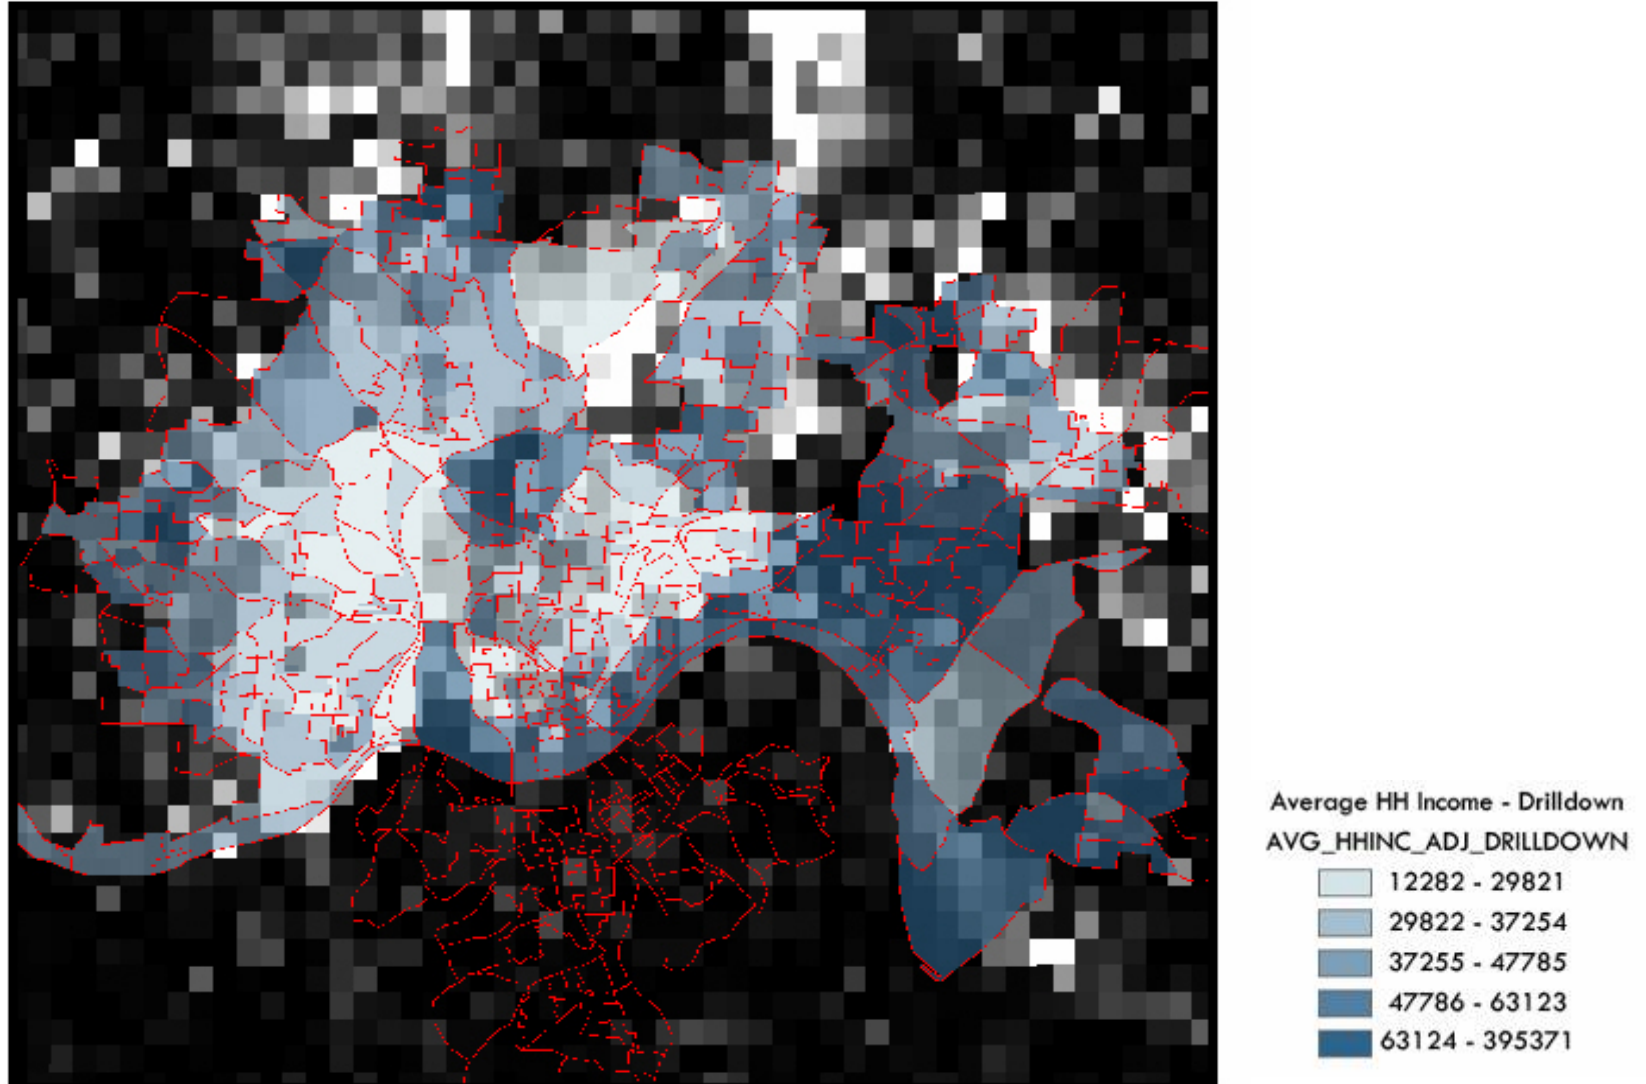 Average HH Income - Drilldown
AVG_HHINC_ADJ_DRILLDOWN
12282 - 29821
29822 - 37254
37255 - 47785
47786 - 63123
63124 - 395371